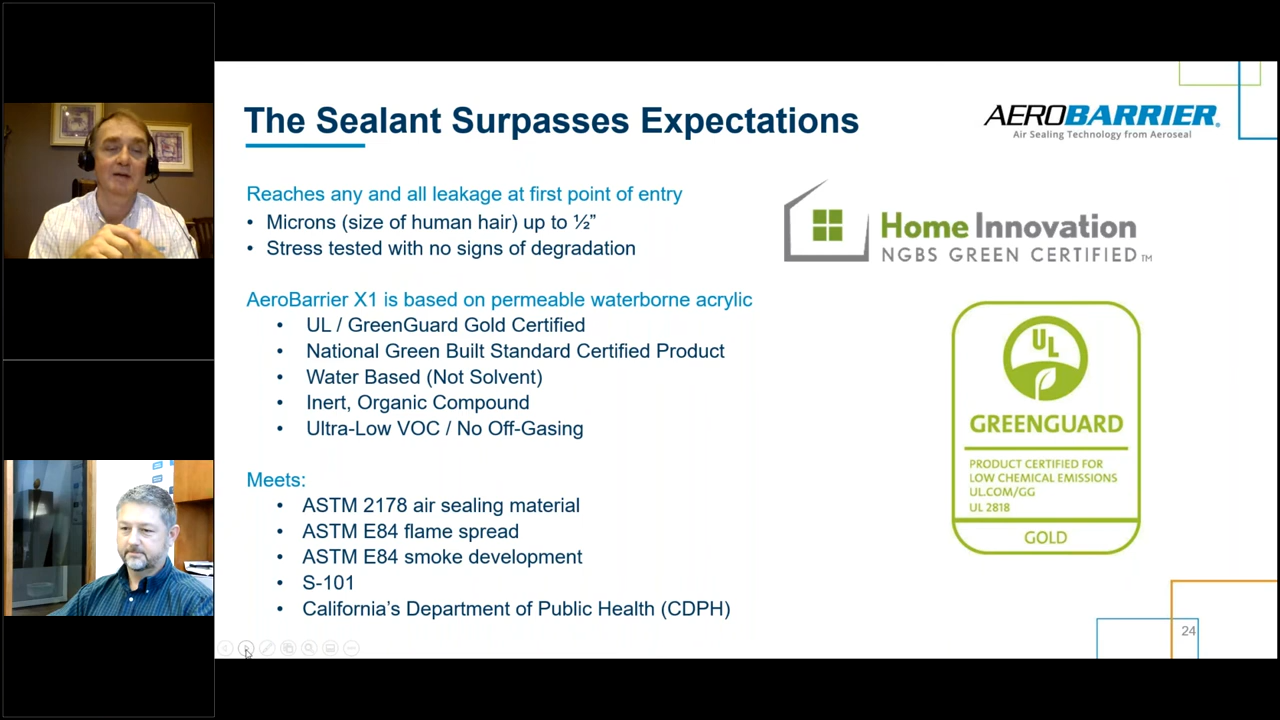 The Sealant Surpasses Expectations
AEROBARRIER®
Air Sealing Technology from Aeroseal
Reaches any and all leakage at first point of entry
• Microns (size of human hair) up to ½”
• Stress tested with no signs of degradation
AeroBarrier X1 is based on permeable waterborne acrylic
• UL / GreenGuard Gold Certified
• National Green Built Standard Certified Product
• Water Based (Not Solvent)
• Inert, Organic Compound
• Ultra-Low VOC / No Off-Gasing
Meets:
• ASTM 2178 air sealing material
• ASTM E84 flame spread
• ASTM E84 smoke development
• S-101
• California’s Department of Public Health (CDPH)
Home Innovation
NGBS GREEN CERTIFIED™
UL
GREENGUARD
PRODUCT CERTIFIED FOR
LOW CHEMICAL EMISSIONS
UL.COM/GG
UL 2818
GOLD
24